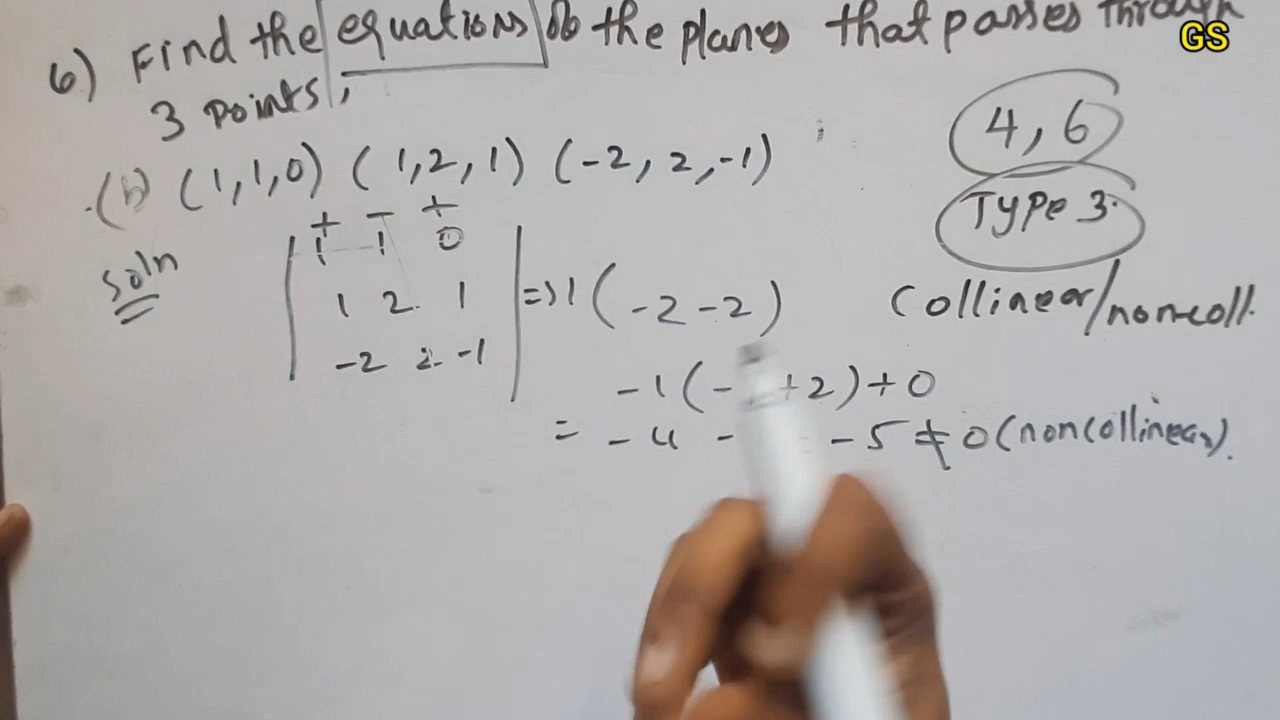 6) Find the equations of the planes that passes through
GS
3 points,
(b) (1,1,0) (1,2,1) (-2, 2,-1)
4, 6
Type 3.
Soln
+ - +
1 1 0
1 2 1
-2 2 -1
=> 1 (-2 -2)
-1 (- +2) + 0
= -4 - -5 ≠ 0 (noncollinear).
Collinear/non-coll.